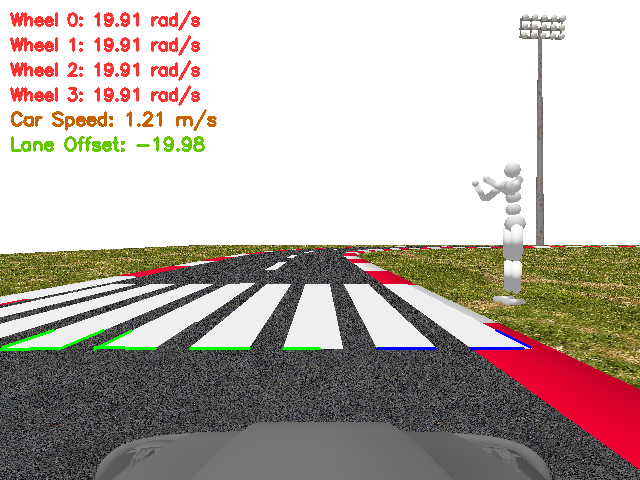 Wheel 0: 19.91 rad/s
Wheel 1: 19.91 rad/s
Wheel 2: 19.91 rad/s
Wheel 3: 19.91 rad/s
Car Speed: 1.21 m/s
Lane Offset: -19.98